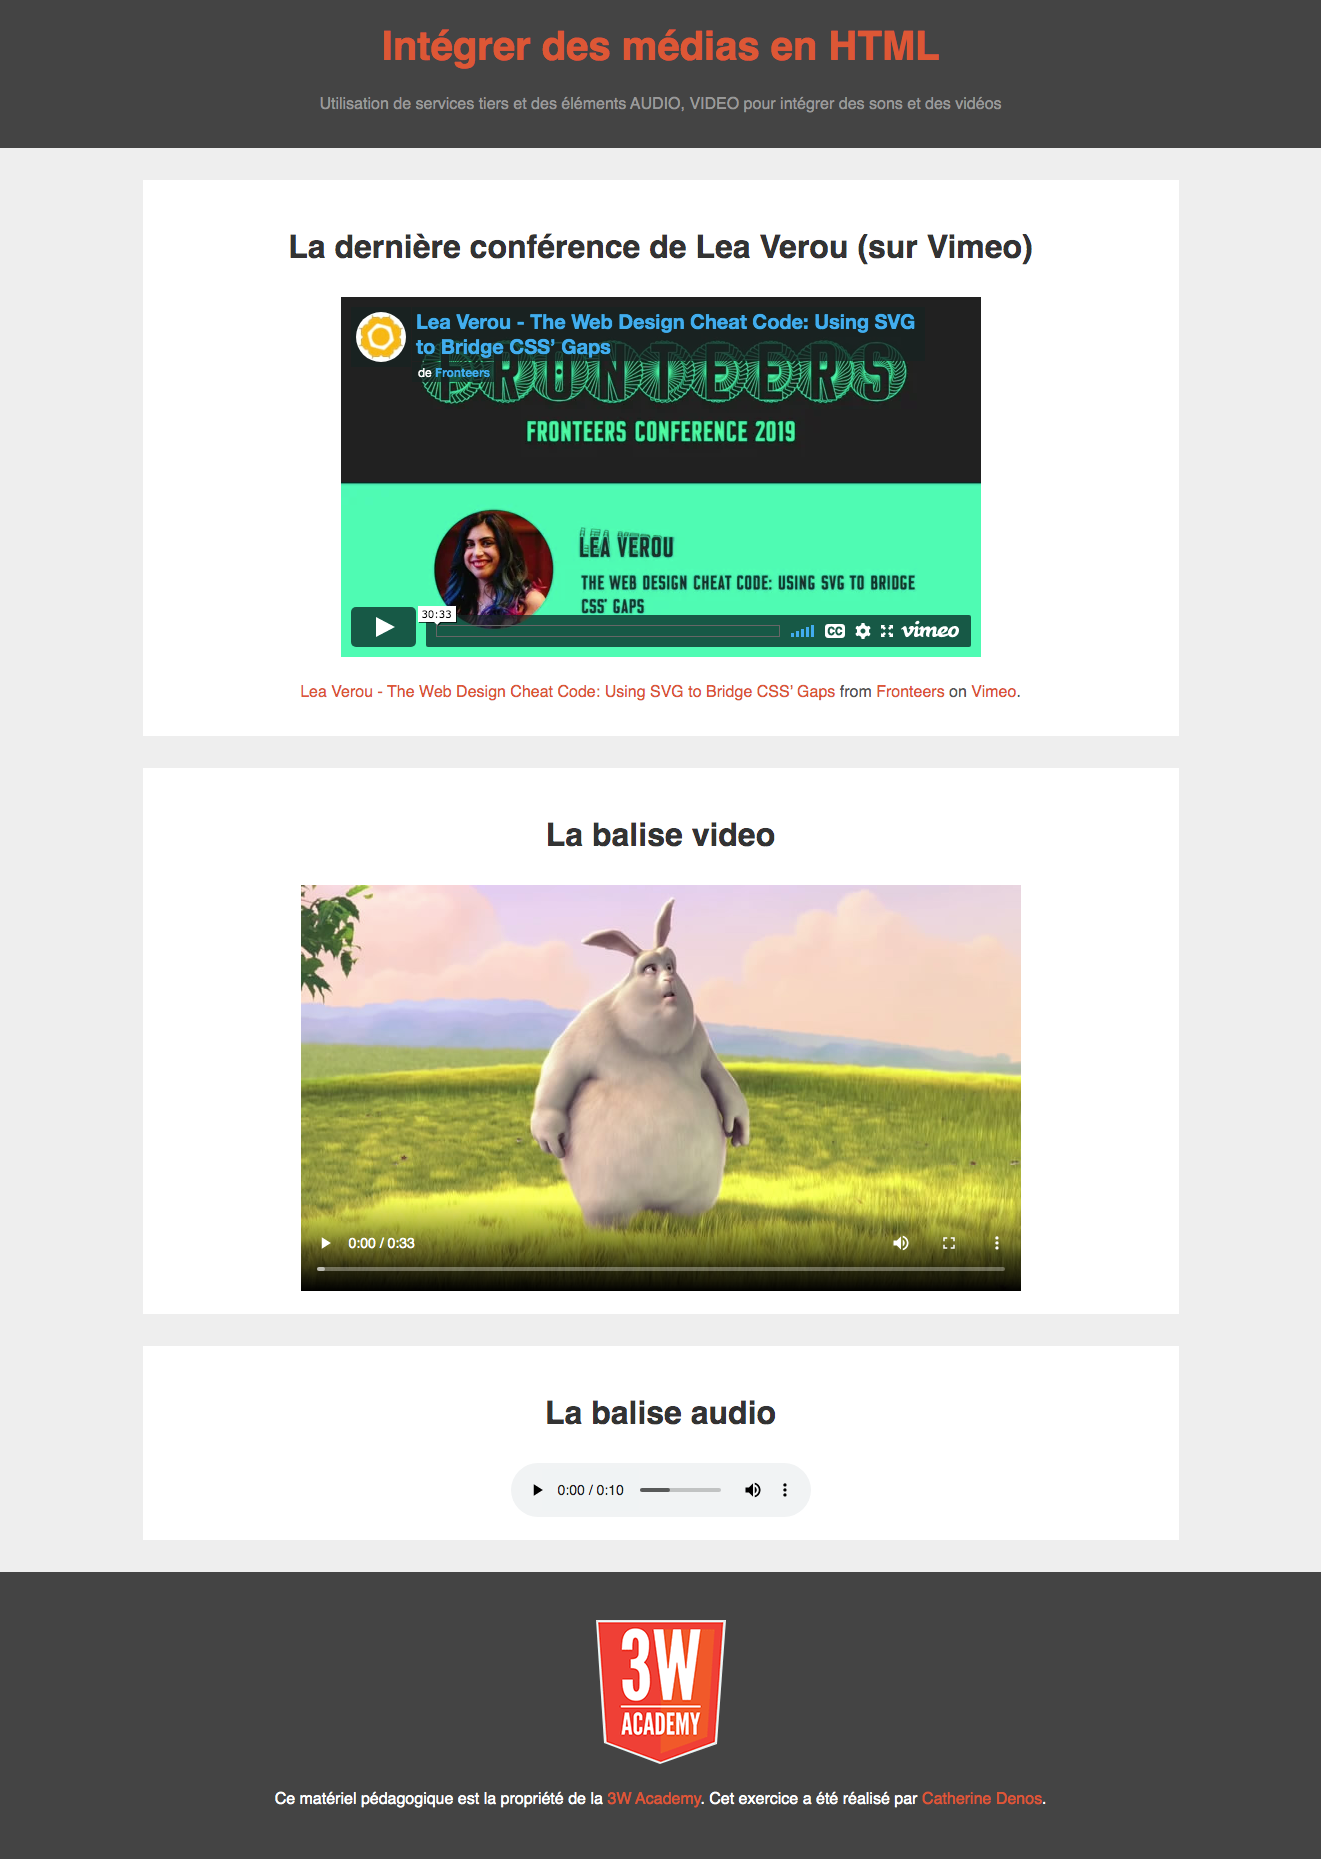 Intégrer des médias en HTML
Utilisation de services tiers et des éléments AUDIO, VIDEO pour intégrer des sons et des vidéos
La dernière conférence de Lea Verou (sur Vimeo)
Lea Verou - The Web Design Cheat Code: Using SVG
to Bridge CSS’ Gaps
de Fronteers
FRONTEERS
FRONTEERS CONFERENCE 2019
LEA VEROU
THE WEB DESIGN CHEAT CODE: USING SVG TO BRIDGE
CSS’ GAPS
30:33
CC
vimeo
Lea Verou - The Web Design Cheat Code: Using SVG to Bridge CSS’ Gaps from Fronteers on Vimeo.
La balise video
0:00 / 0:33
La balise audio
0:00 / 0:10
3W
ACADEMY
Ce matériel pédagogique est la propriété de la 3W Academy. Cet exercice a été réalisé par Catherine Denos.